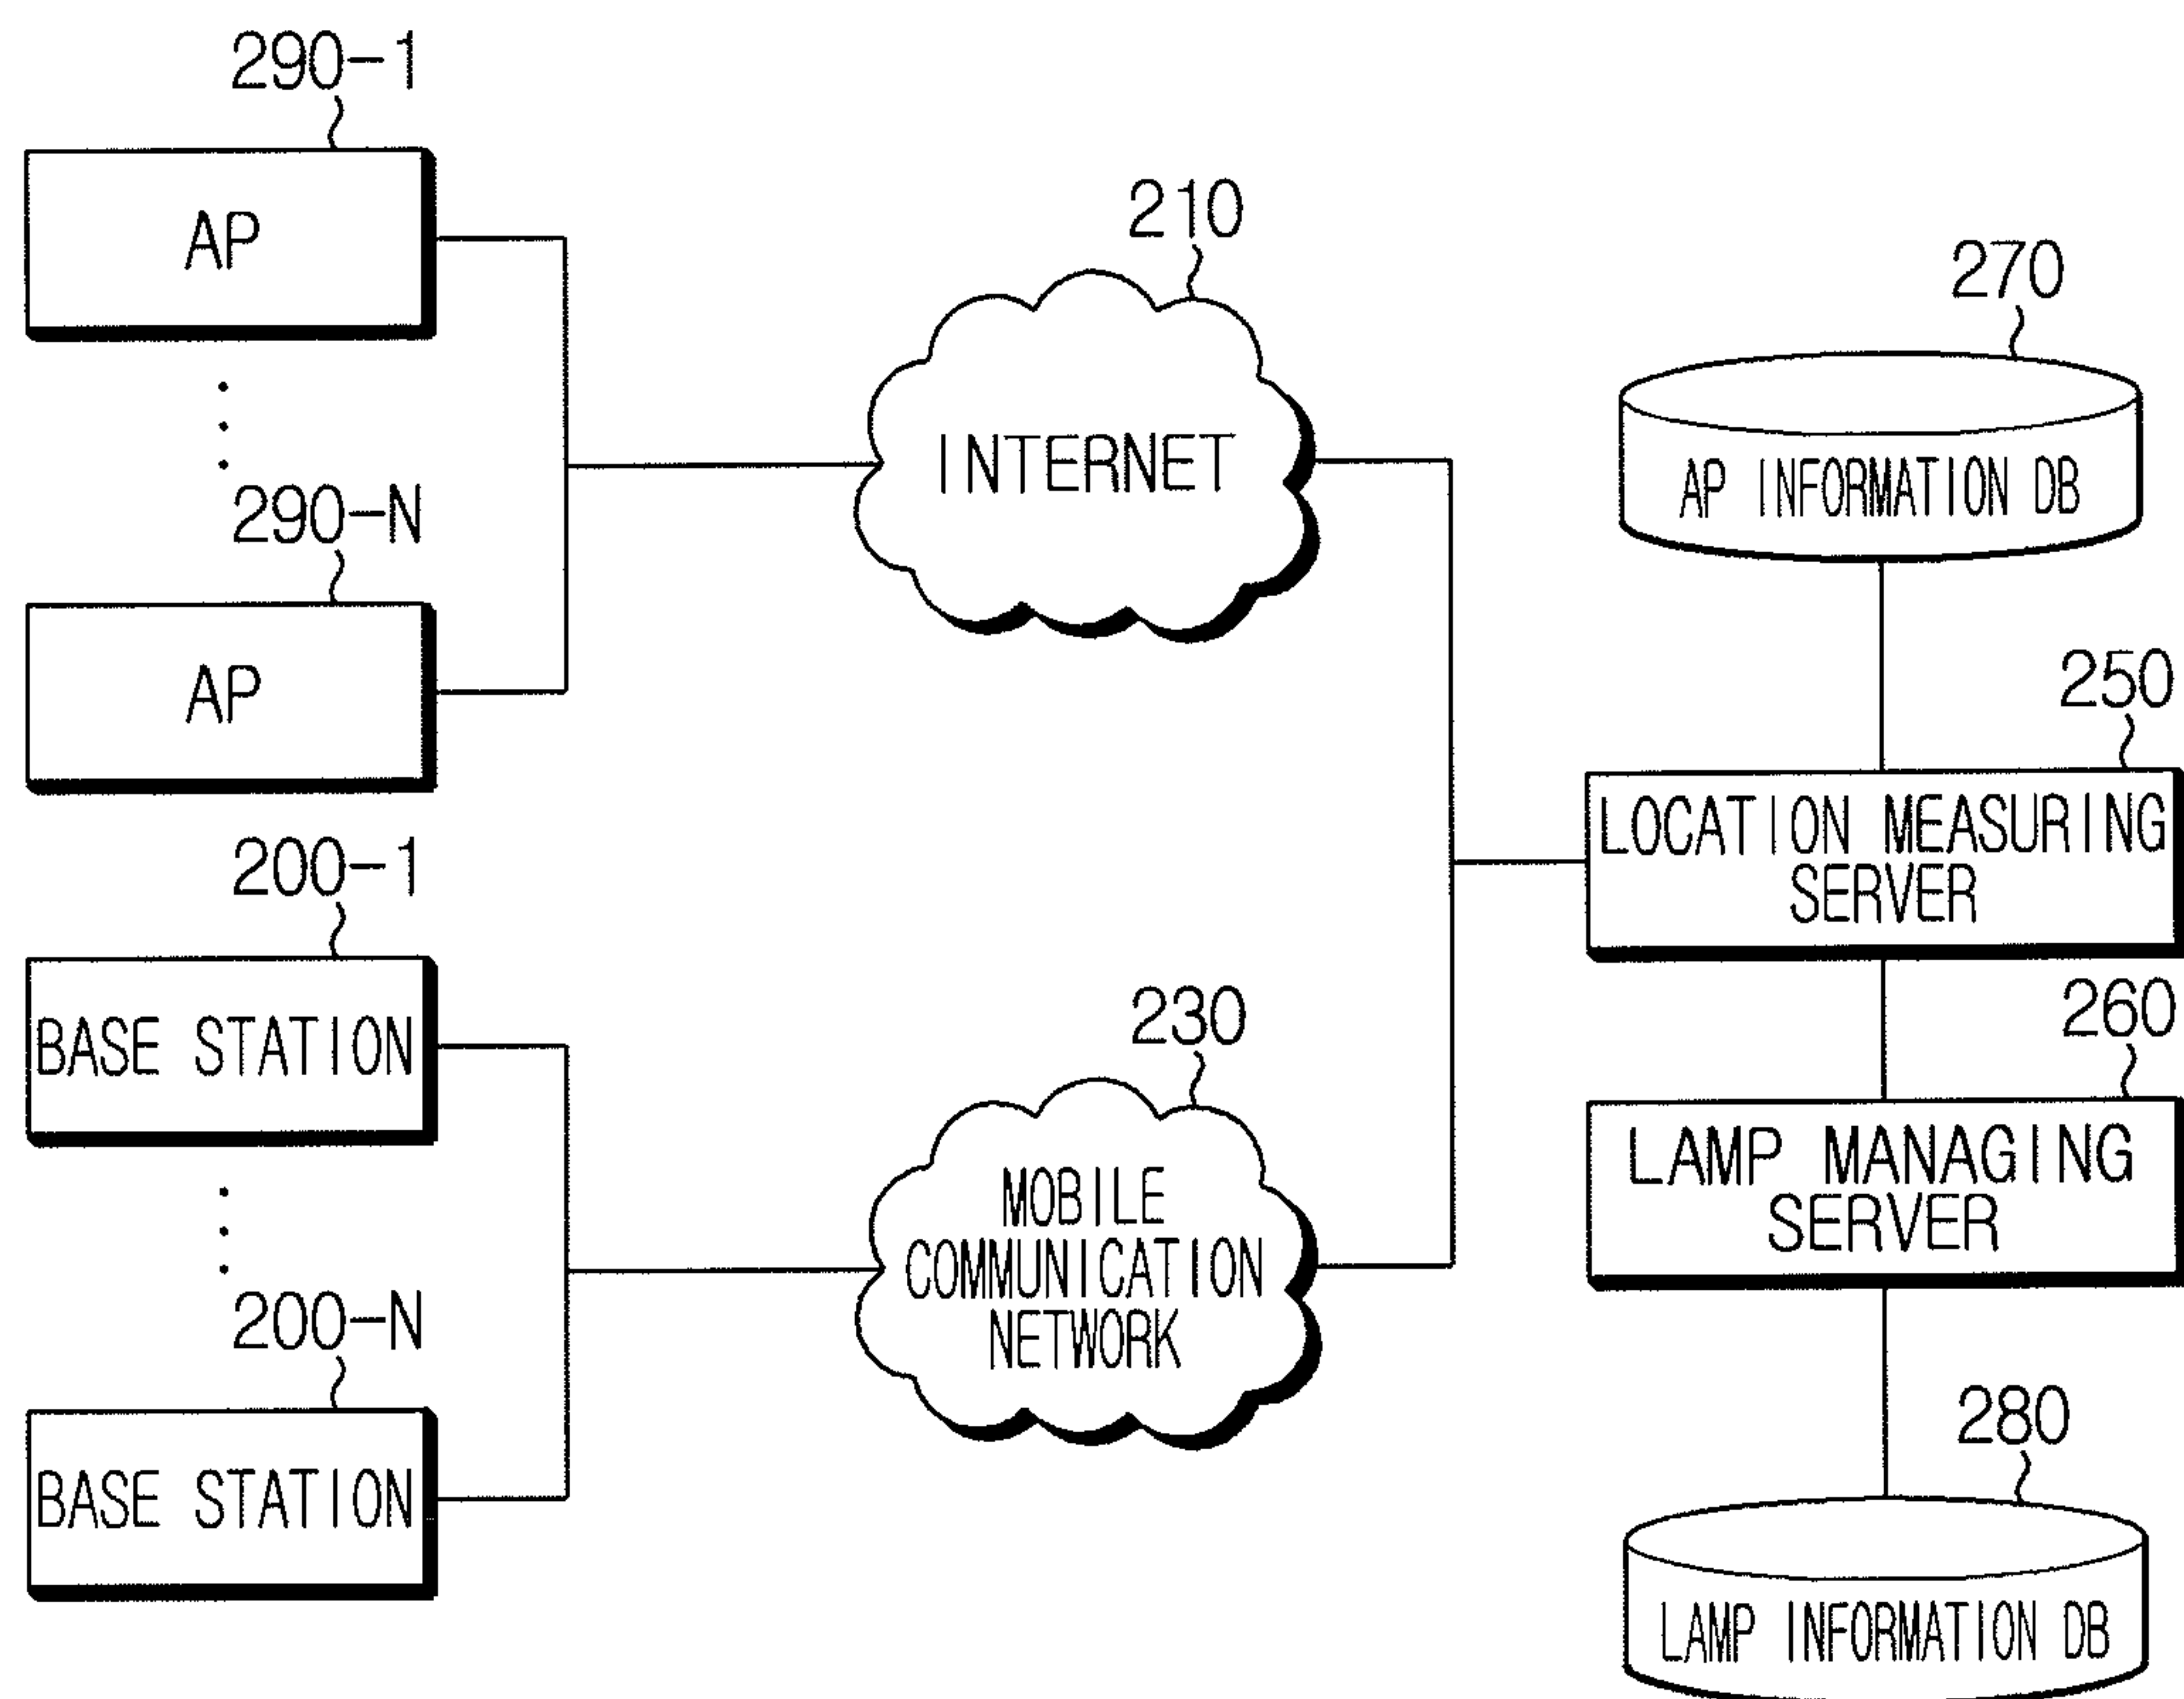 290-1
AP
290-N
AP
200-1
BASE STATION
200-N
BASE STATION
210
INTERNET
230
MOBILE
COMMUNICATION
NETWORK
270
AP INFORMATION DB
250
LOCATION MEASURING
SERVER
260
LAMP MANAGING
SERVER
280
LAMP INFORMATION DB